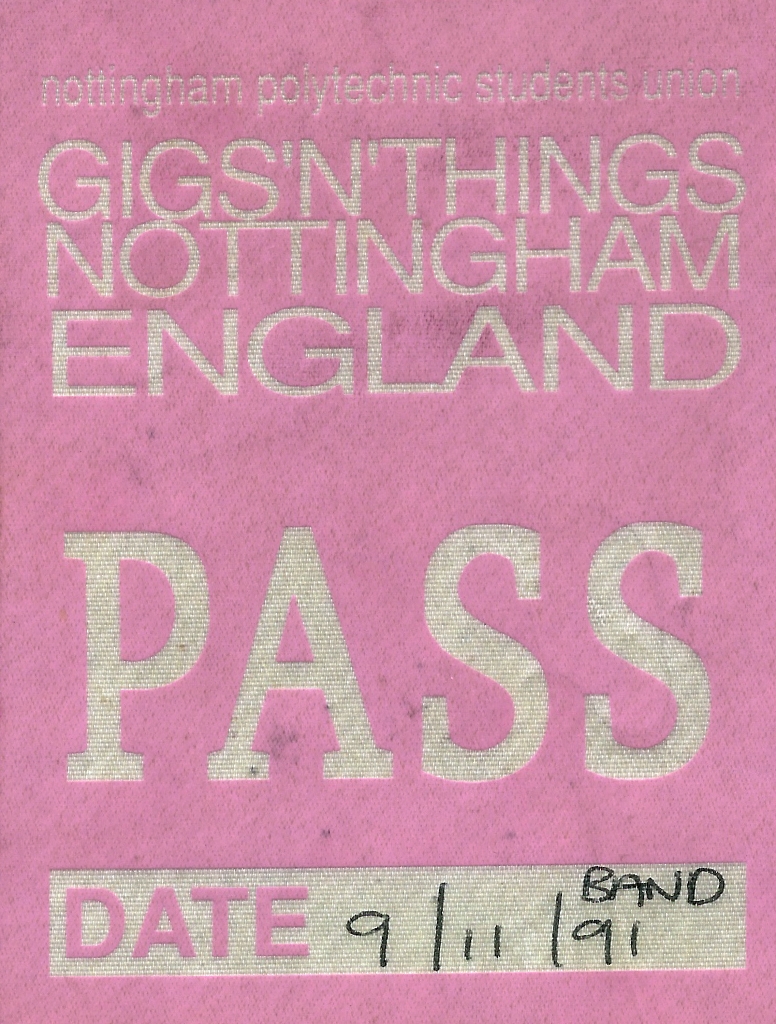 nottingham polytechnic students union
GIGS'N'THINGS
NOTTINGHAM
ENGLAND
PASS
BAND
DATE 9/11/91